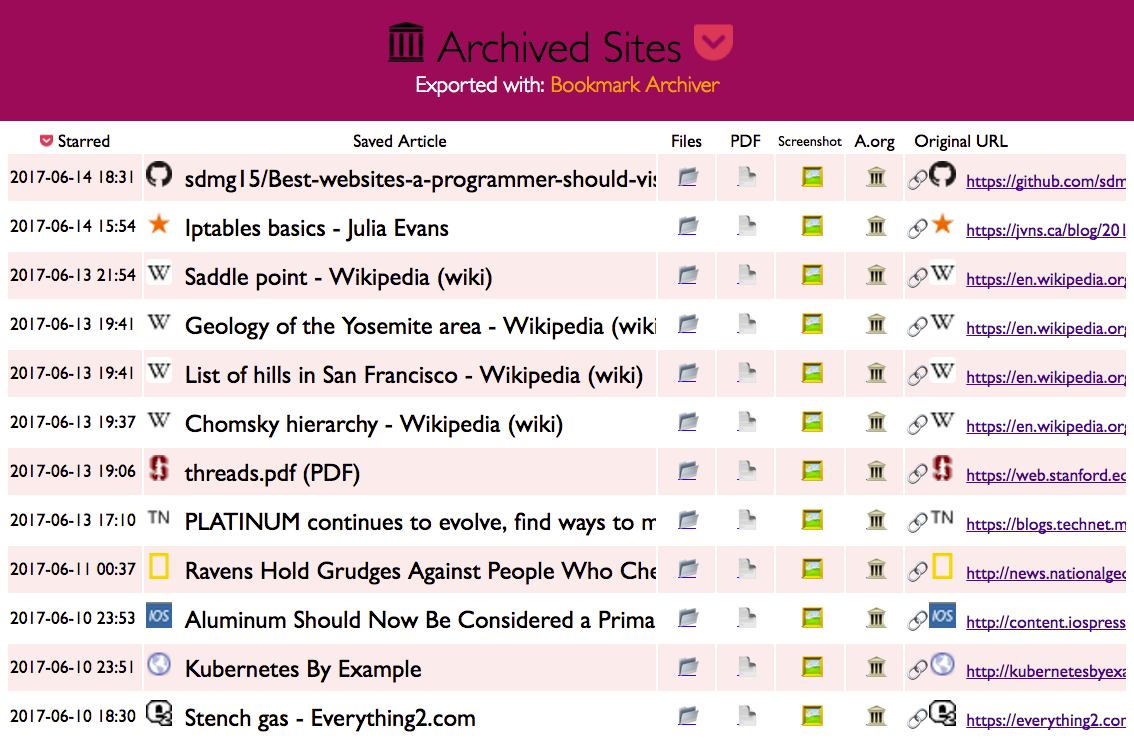 Archived Sites
Exported with: Bookmark Archiver
Starred Saved Article Files PDF Screenshot A.org Original URL
2017-06-14 18:31 sdmg15/Best-websites-a-programmer-should-vis https://github.com/sdm
2017-06-14 15:54 Iptables basics - Julia Evans https://jvns.ca/blog/201
2017-06-13 21:54 W Saddle point - Wikipedia (wiki) W https://en.wikipedia.org
2017-06-13 19:41 W Geology of the Yosemite area - Wikipedia (wiki W https://en.wikipedia.org
2017-06-13 19:41 W List of hills in San Francisco - Wikipedia (wiki) W https://en.wikipedia.org
2017-06-13 19:37 W Chomsky hierarchy - Wikipedia (wiki) W https://en.wikipedia.org
2017-06-13 19:06 S threads.pdf (PDF) S https://web.stanford.ed
2017-06-13 17:10 TN PLATINUM continues to evolve, find ways to m TN https://blogs.technet.m
2017-06-11 00:37 Ravens Hold Grudges Against People Who Che http://news.nationalgeo
2017-06-10 23:53 IOS Aluminum Should Now Be Considered a Prima IOS http://content.iospress
2017-06-10 23:51 Kubernetes By Example http://kubernetesbyexa
2017-06-10 18:30 Stench gas - Everything2.com https://everything2.com